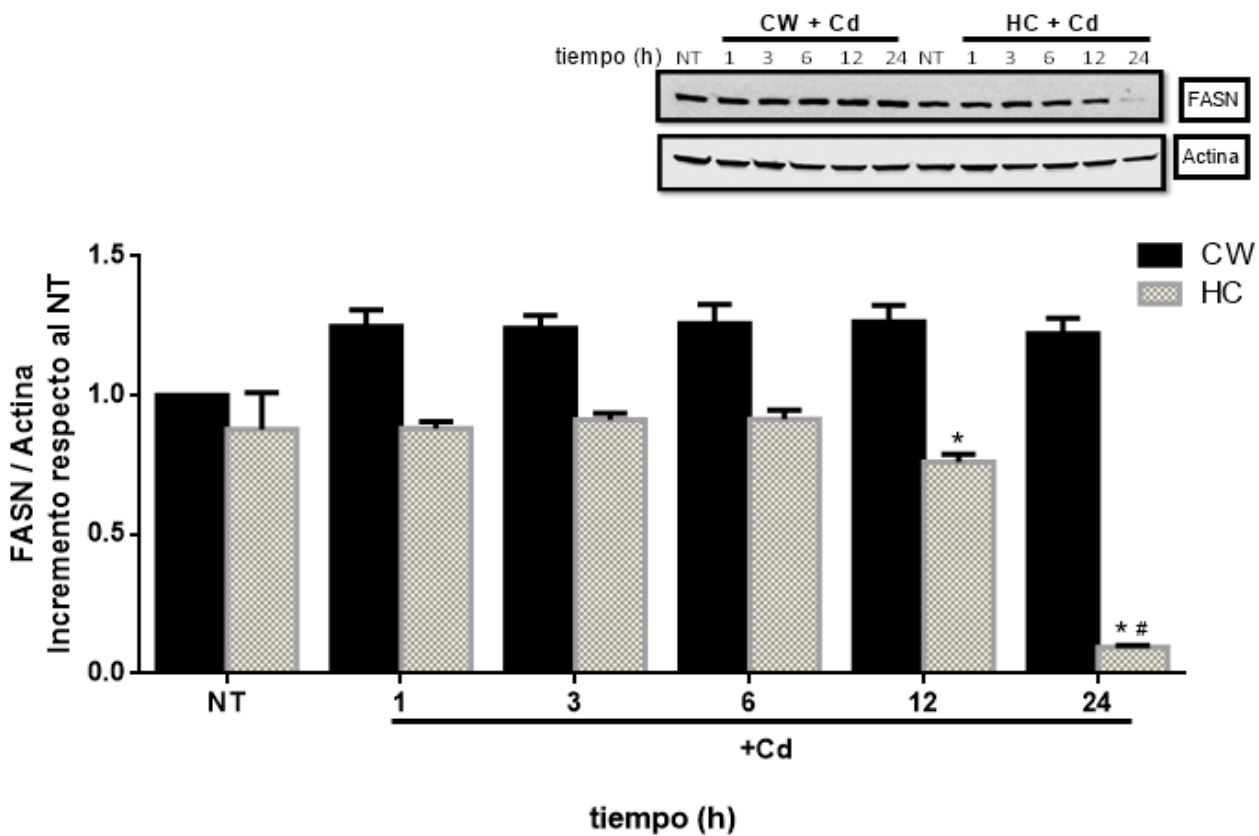 CW + Cd HC + Cd
tiempo (h) NT 1 3 6 12 24 NT 1 3 6 12 24
FASN
Actina
CW
HC
FASN / Actina
Incremento respecto al NT
1.5
1.0
0.5
0.0
*
* #
NT 1 3 6 12 24
+Cd
tiempo (h)